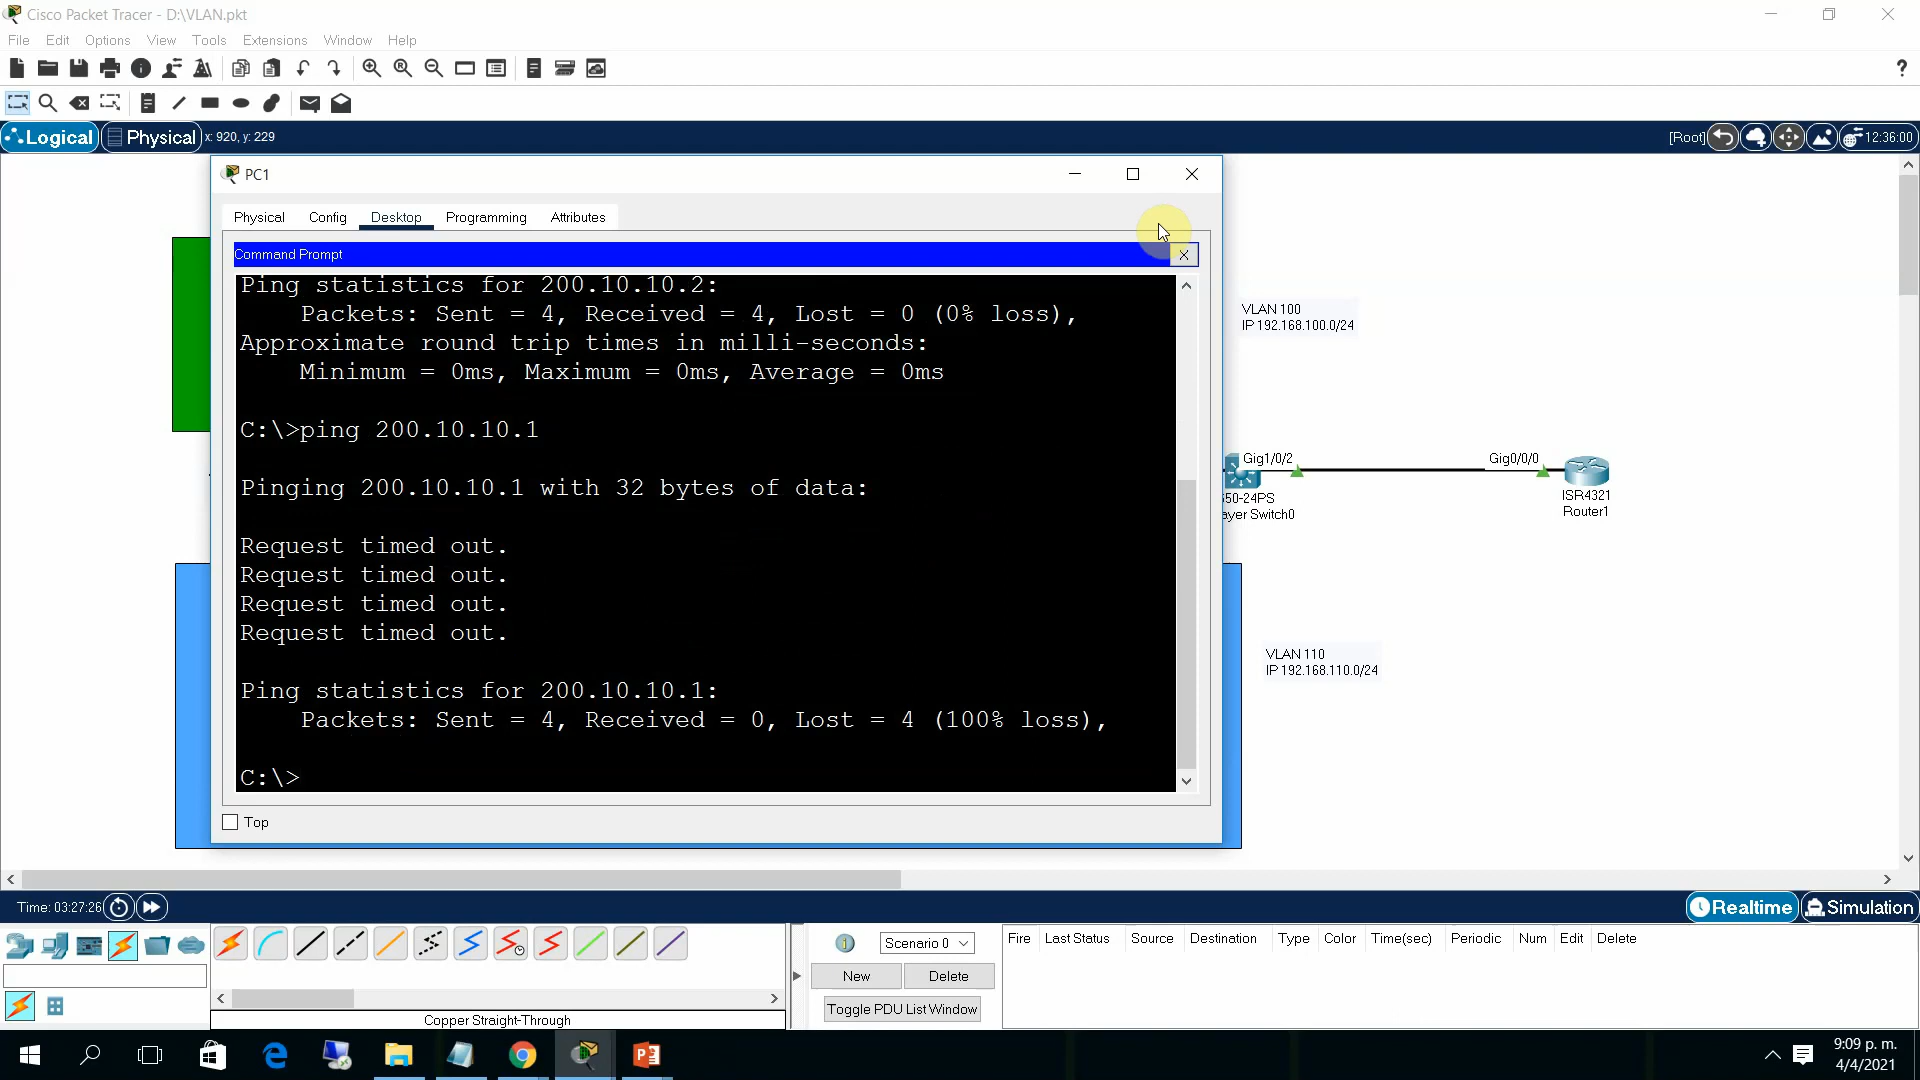 Cisco Packet Tracer - D:\VLAN.pkt
File Edit Options View Tools Extensions Window Help
?
Logical Physical x: 920, y: 229 [Root] 12:36:00
PC1
Physical Config Desktop Programming Attributes
Command Prompt
X
Ping statistics for 200.10.10.2:
Packets: Sent = 4, Received = 4, Lost = 0 (0% loss),
Approximate round trip times in milli-seconds:
Minimum = 0ms, Maximum = 0ms, Average = 0ms
C:\>ping 200.10.10.1
Pinging 200.10.10.1 with 32 bytes of data:
Request timed out.
Request timed out.
Request timed out.
Request timed out.
Ping statistics for 200.10.10.1:
Packets: Sent = 4, Received = 0, Lost = 4 (100% loss),
C:\>
Top
VLAN 100
IP 192.168.100.0/24
Gig1/0/2 Gig0/0/0
50-24PS
ayer Switch0
ISR4321
Router1
VLAN 110
IP 192.168.110.0/24
Time: 03:27:26 Realtime Simulation
Scenario 0
New Delete
Toggle PDU List Window
Fire Last Status Source Destination Type Color Time(sec) Periodic Num Edit Delete
Copper Straight-Through
9:09 p. m.
4/4/2021